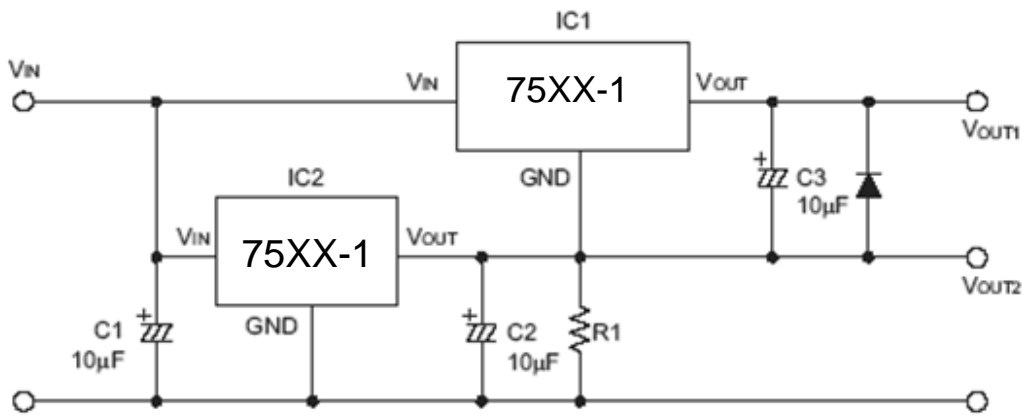 IC1
VIN
VIN
75XX-1
VOUT
VOUT1
GND
+
C3
10μF
IC2
VIN
75XX-1
VOUT
VOUT2
GND
+
C1
10μF
+
C2
10μF
R1